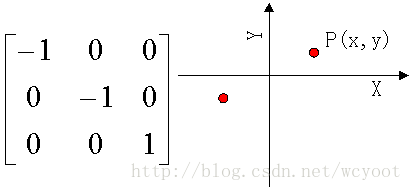 -1 0 0
0 -1 0
0 0 1
Y
P(x, y)
X
http://blog.csdn.net/wcyoot